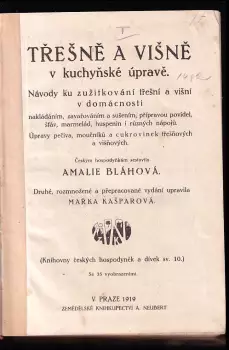 TŘEŠNĚ A VIŠNĚ
v kuchyňské úpravě.
Návody ku zužitkování třešní a višní
v domácnosti
nakládáním, zavařováním a sušením, přípravou povidel,
šťáv, marmelád, huspenin i různých nápojů.
Úpravy pečiva, moučníků a cukrovinek třešňových
a višňových.
Českým hospodyňkám sestavila
AMALIE BLÁHOVÁ.
Druhé, rozmnožené a přepracované vydání upravila
MAŘKA KAŠPAROVÁ.
(Knihovny českých hospodyněk a dívek sv. 10.)
Se 35 vyobrazeními.
V PRAZE 1919
ZEMĚDĚLSKÉ KNIHKUPECTVÍ A. NEUBERT